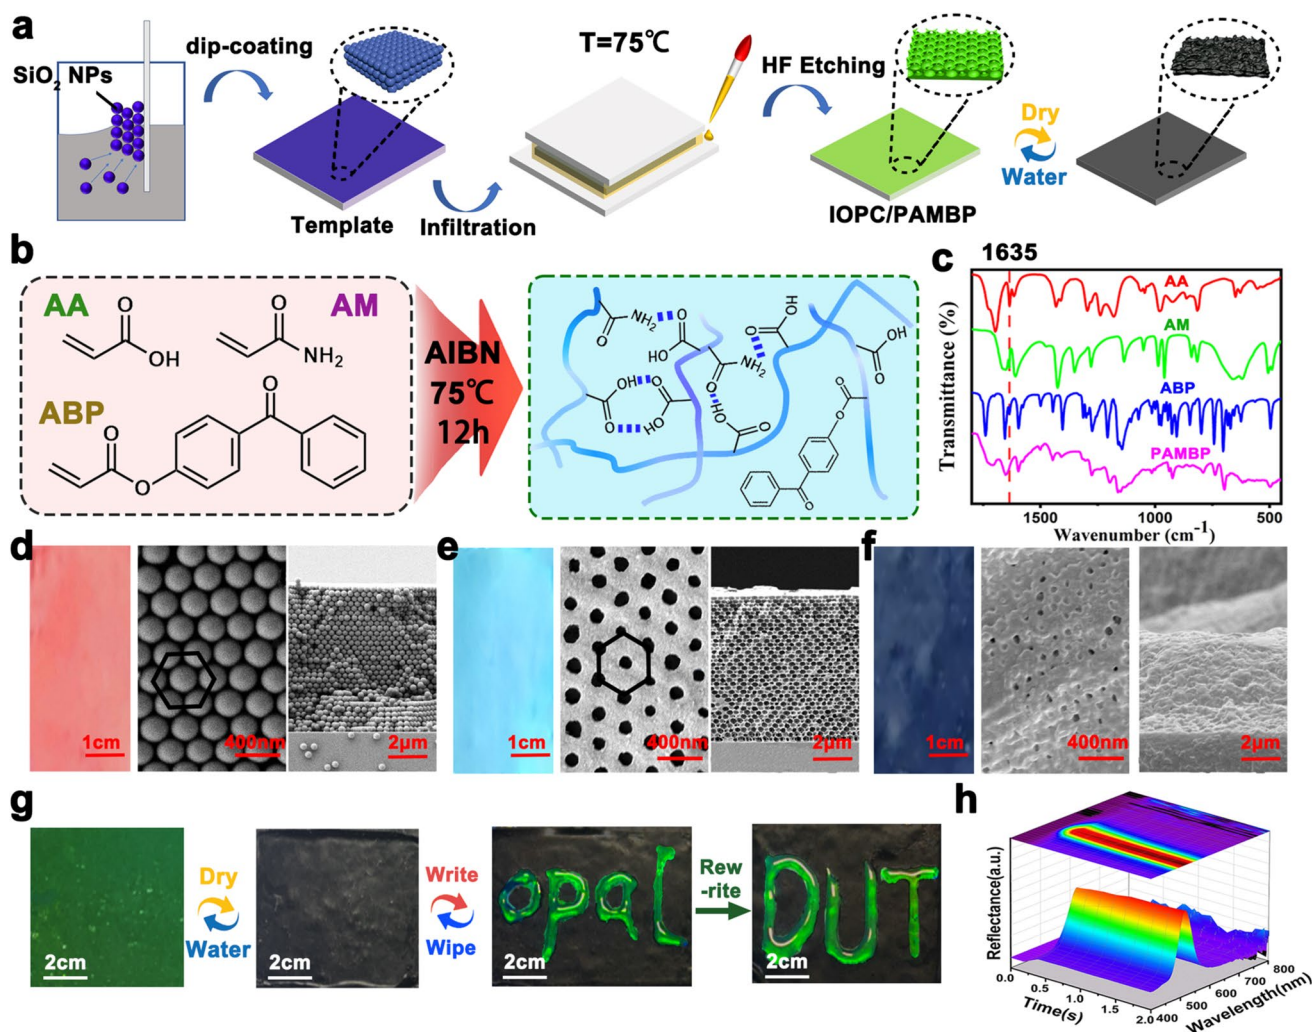 a
SiO₂ NPs
dip-coating
Template
Infiltration
T=75℃
HF Etching
IOPC/PAMBP
Dry
Water
b
AA
AM
O
OH
O
NH₂
ABP
O
O
O
AIBN
75℃
12h
O
NH₂
O
HO
O
HO
O
NH₂
O
OH
OH
O
O
HO
HO
O
O
O
O
c
1635
AA
AM
ABP
PAMBP
Transmittance (%)
1500
1000
500
Wavenumber (cm⁻¹)
d
1cm
400nm
2μm
e
1cm
400nm
2μm
f
1cm
400nm
2μm
g
2cm
Dry
Water
2cm
Write
Wipe
opal
2cm
Rew
-rite
DUT
2cm
h
Reflectance(a.u.)
0.0
0.5
1.0
1.5
2.0
Time(s)
400
500
600
700
800
Wavelength(nm)